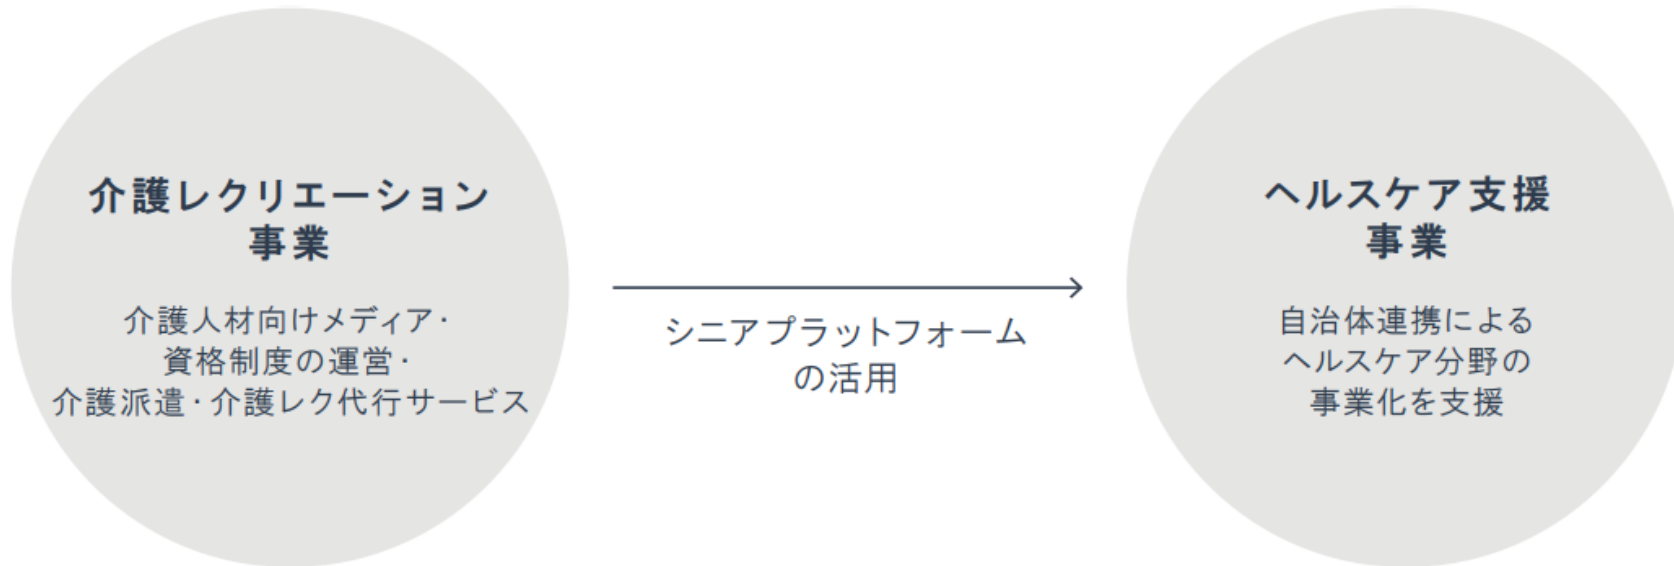 介護レクリエーション
事業
介護人材向けメディア・
資格制度の運営・
介護派遣・介護レク代行サービス
シニアプラットフォーム
の活用
ヘルスケア支援
事業
自治体連携による
ヘルスケア分野の
事業化を支援